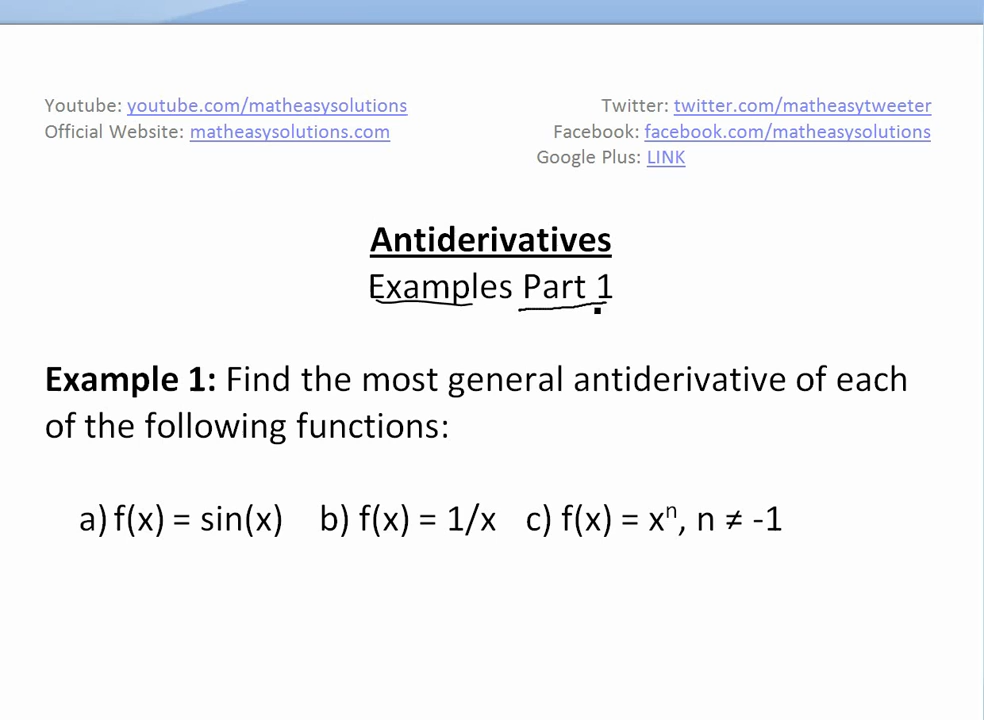 Youtube: youtube.com/matheasysolutions
Official Website: matheasysolutions.com
Twitter: twitter.com/matheasytweeter
Facebook: facebook.com/matheasysolutions
Google Plus: LINK
Antiderivatives
Examples Part 1
Example 1: Find the most general antiderivative of each
of the following functions:
a) f(x) = sin(x) b) f(x) = 1/x c) f(x) = xⁿ, n ≠ -1